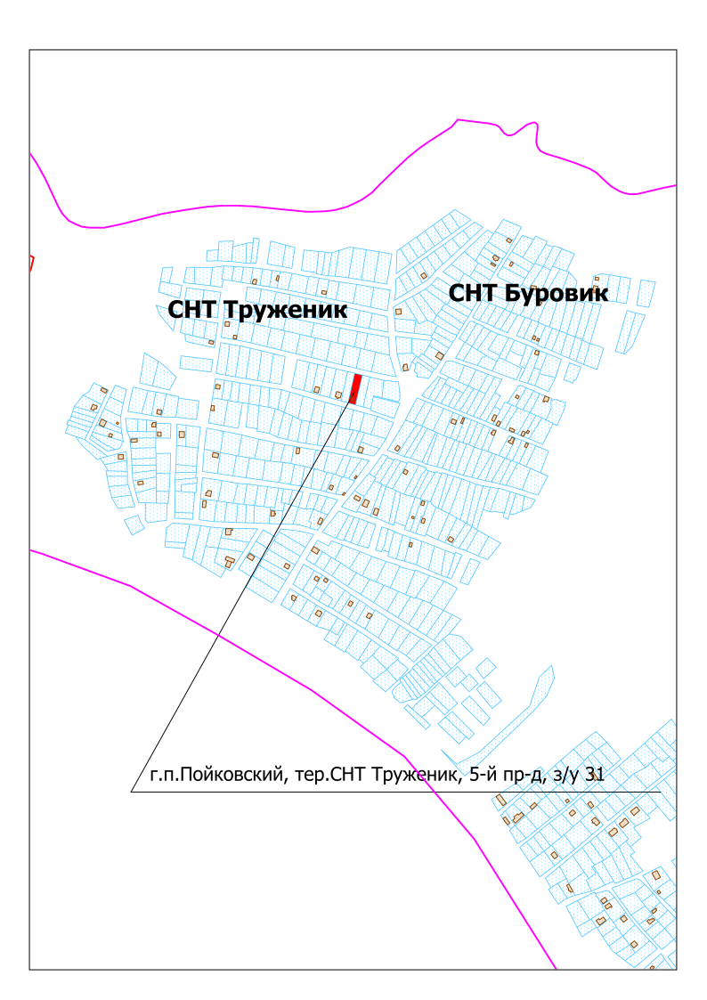 СНТ Буровик
СНТ Труженик
г.п.Пойковский, тер.СНТ Труженик, 5-й пр-д, з/у 31